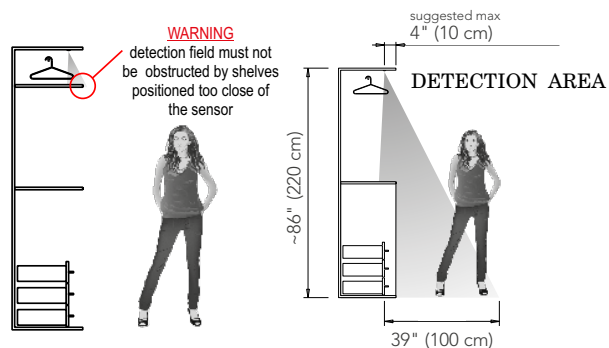 WARNING
detection field must not
be obstructed by shelves
positioned too close of
the sensor
suggested max
4" (10 cm)
DETECTION AREA
~86" (220 cm)
39" (100 cm)